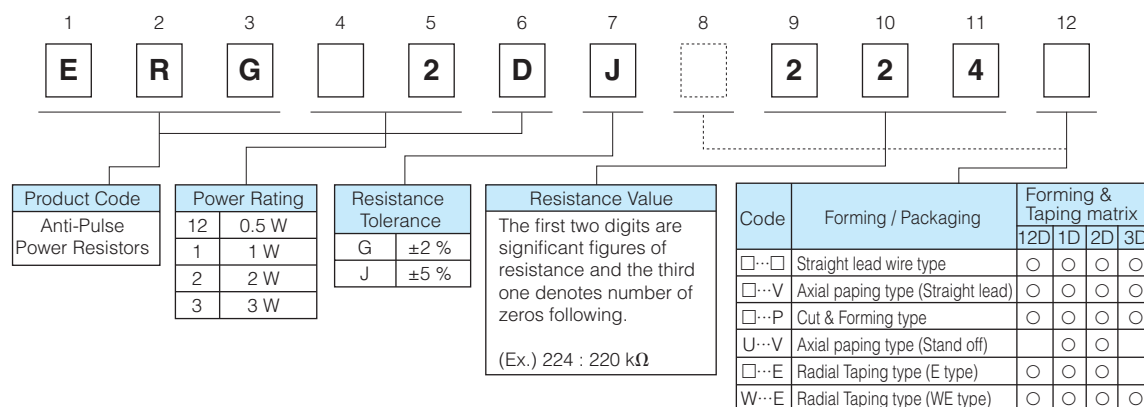 1 2 3 4 5 6 7 8 9 10 11 12
E R G 2 D J 2 2 4
Product Code
Anti-Pulse
Power Resistors
Power Rating
12 0.5 W
1 1 W
2 2 W
3 3 W
Resistance
Tolerance
G ±2 %
J ±5 %
Resistance Value
The first two digits are
significant figures of
resistance and the third
one denotes number of
zeros following.
(Ex.) 224 : 220 kΩ
Code Forming / Packaging Forming &
Taping matrix
12D 1D 2D 3D
□···□ Straight lead wire type ○ ○ ○ ○
□···V Axial paping type (Straight lead) ○ ○ ○ ○
□···P Cut & Forming type ○ ○ ○ ○
U···V Axial paping type (Stand off) ○ ○
□···E Radial Taping type (E type) ○ ○ ○
W···E Radial Taping type (WE type) ○ ○ ○ ○